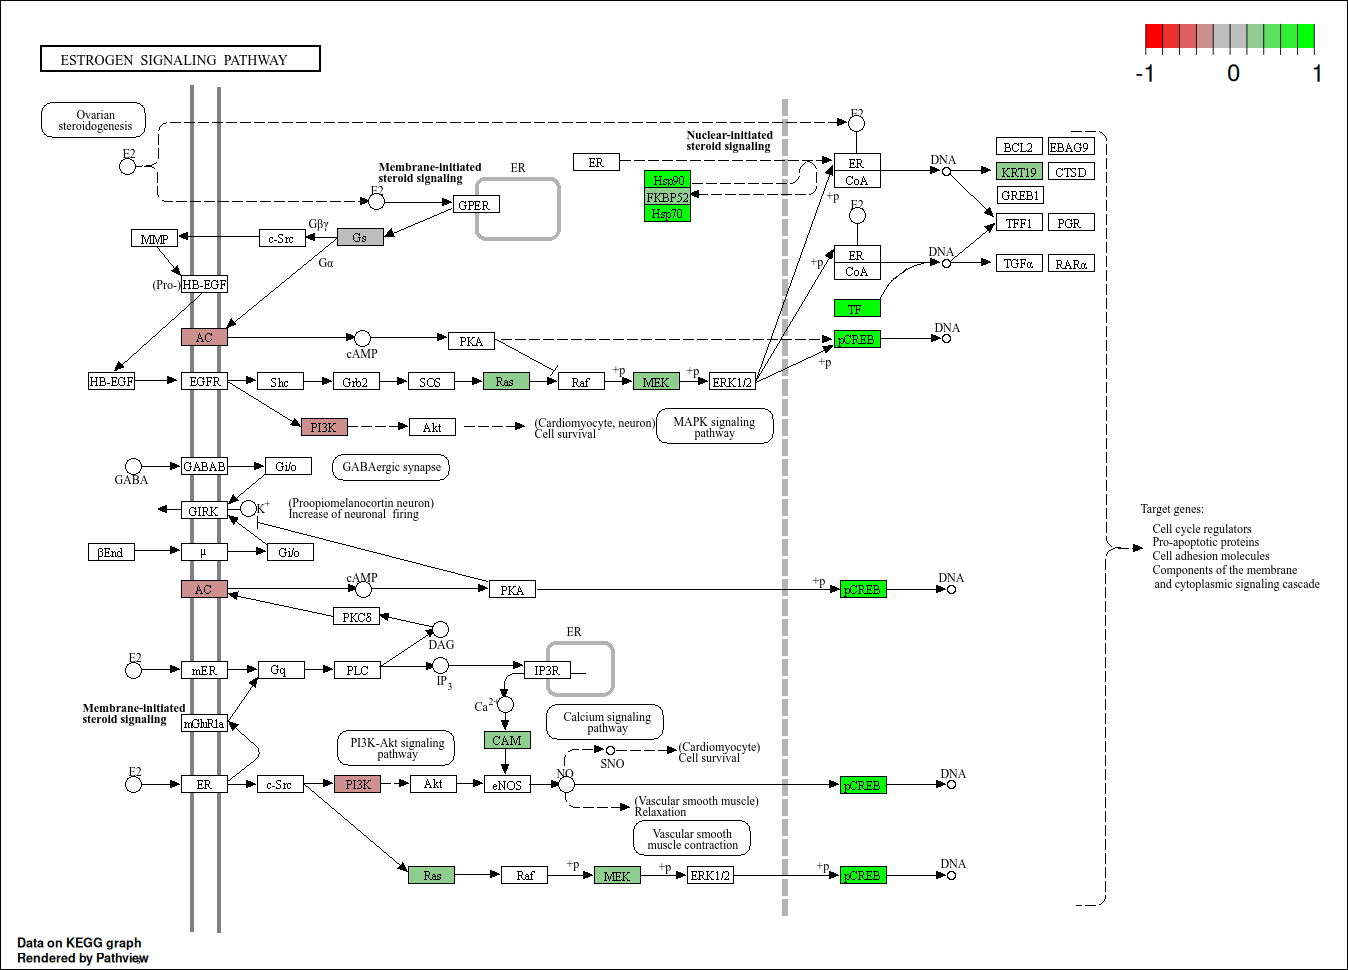 ESTROGEN SIGNALING PATHWAY
-1 0 1
Ovarian
steroidogenesis
E2
E2
Membrane-initiated
steroid signaling
E2
GPER
ER
ER
Nuclear-initiated
steroid signaling
Hsp90
FKBP52
Hsp70
E2
ER
CoA
+p
E2
ER
CoA
+p
DNA
DNA
BCL2 EBAG9
KRT19 CTSD
GREB1
TFF1 PGR
TGFα RARα
MMP
c-Src
Gβγ
Gs
Gα
(Pro-) HB-EGF
TF
AC
cAMP
PKA
pCREB
DNA
+p
HB-EGF
EGFR
Shc
Grb2
SOS
Ras
Raf
+p
MEK
+p
ERK1/2
PI3K
Akt
(Cardiomyocyte, neuron)
Cell survival
MAPK signaling
pathway
GABA
GABAB
Gi/o
GABAergic synapse
GIRK
K+
(Proopiomelanocortin neuron)
Increase of neuronal firing
βEnd
μ
Gi/o
AC
cAMP
PKA
+p
pCREB
DNA
PKCδ
DAG
E2
mER
Gq
PLC
IP3
IP3R
ER
Ca2+
Membrane-initiated
steroid signaling
mGluR1a
PI3K-Akt signaling
pathway
CAM
Calcium signaling
pathway
E2
ER
c-Src
PI3K
Akt
eNOS
NO
SNO
(Cardiomyocyte)
Cell survival
(Vascular smooth muscle)
Relaxation
Vascular smooth
muscle contraction
pCREB
DNA
Ras
Raf
+p
MEK
+p
ERK1/2
+p
pCREB
DNA
Target genes:
Cell cycle regulators
Pro-apoptotic proteins
Cell adhesion molecules
Components of the membrane
and cytoplasmic signaling cascade
Data on KEGG graph
Rendered by Pathview